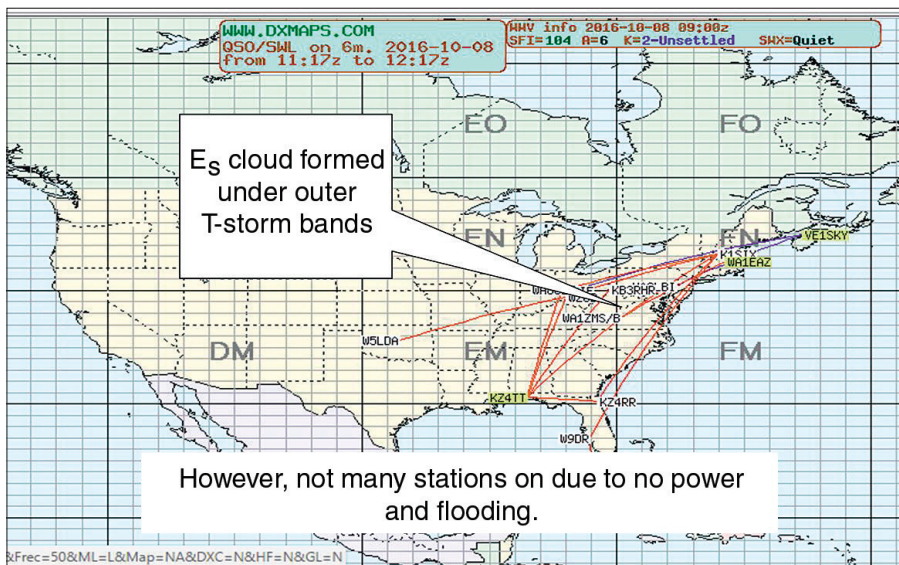 WWW.DXMAPS.COM
QSO/SWL on 6m. 2016-10-08
from 11:17z to 12:17z
WWV info 2016-10-08 09:00z
SFI=104 A=6 K=2-Unsettled SWX=Quiet
EO
FO
Es cloud formed
under outer
T-storm bands
EN
FN
VE1SKY
K1SIX
WA1EAZ
KB3RHR
WA1ZMS/B
W5LDA
DM
EM
FM
KZ4TT
KZ4RR
W9DR
However, not many stations on due to no power
and flooding.
&Frec=50&ML=L&Map=NA&DXC=N&HF=N&GL=N